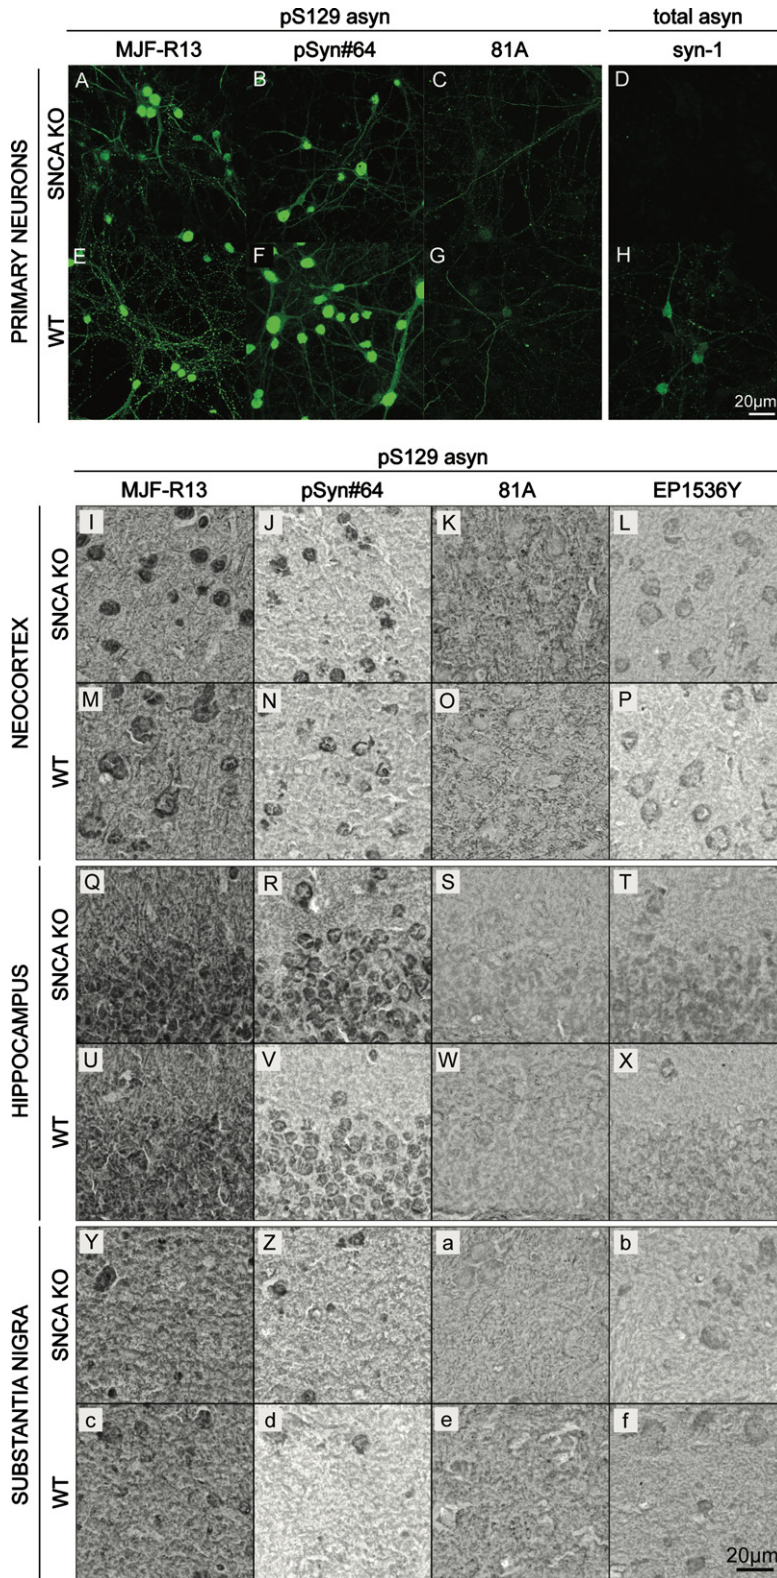 pS129 asyn total asyn
MJF-R13 pSyn#64 81A syn-1
PRIMARY NEURONS
SNCA KO
A B C D
WT
E F G H
20µm
pS129 asyn
MJF-R13 pSyn#64 81A EP1536Y
NEOCORTEX
SNCA KO
I J K L
WT
M N O P
HIPPOCAMPUS
SNCA KO
Q R S T
WT
U V W X
SUBSTANTIA NIGRA
SNCA KO
Y Z a b
WT
c d e f
20µm